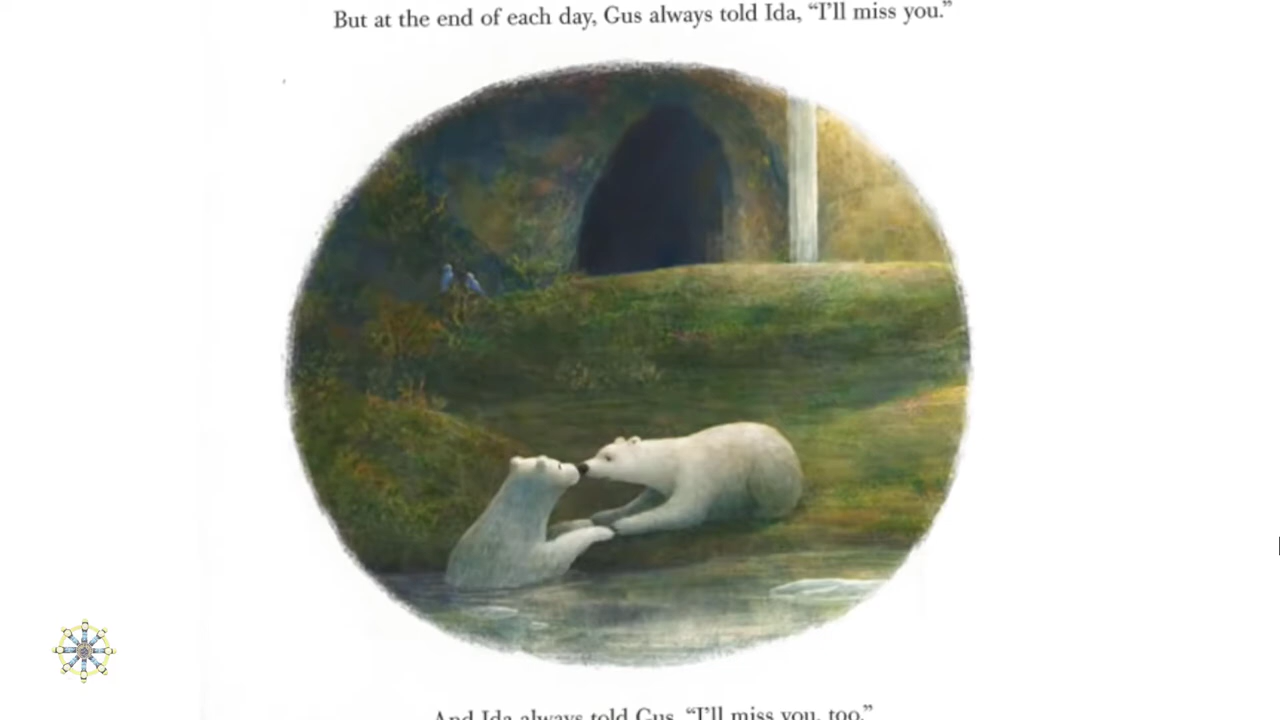 But at the end of each day, Gus always told Ida, “I’ll miss you.”
And Ida always told Gus, “I’ll miss you, too.”